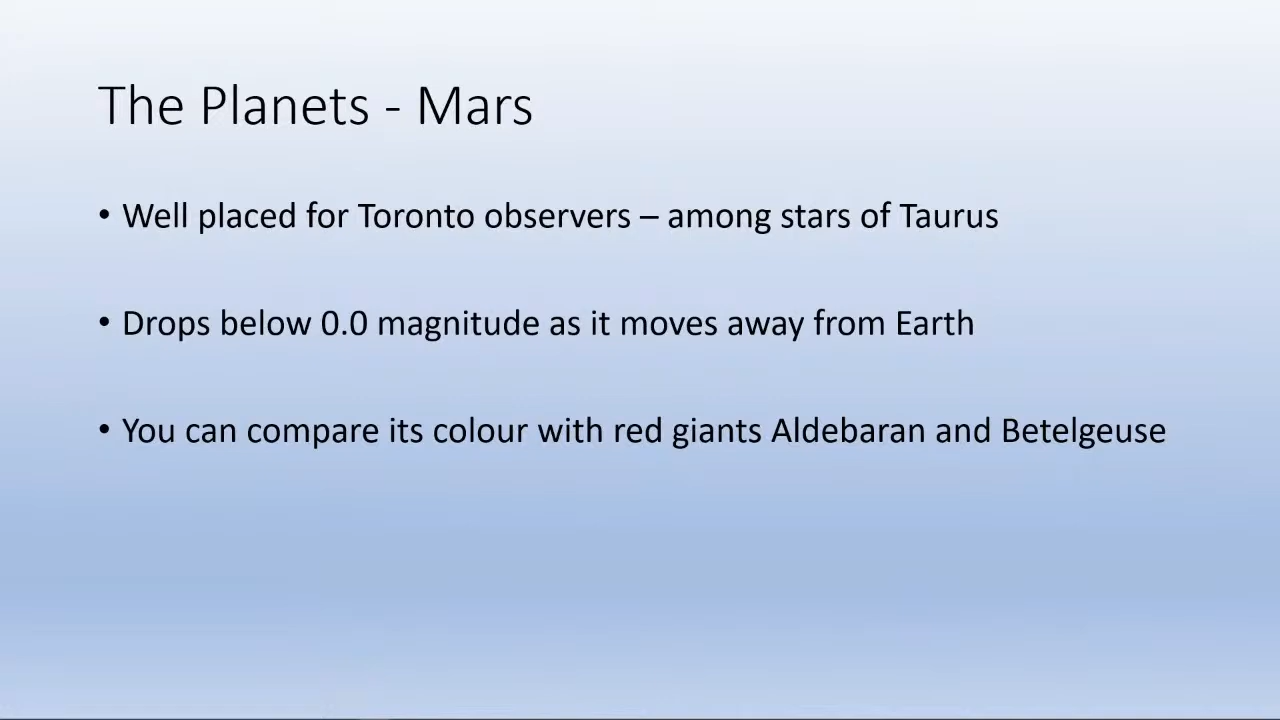 The Planets - Mars
• Well placed for Toronto observers – among stars of Taurus
• Drops below 0.0 magnitude as it moves away from Earth
• You can compare its colour with red giants Aldebaran and Betelgeuse